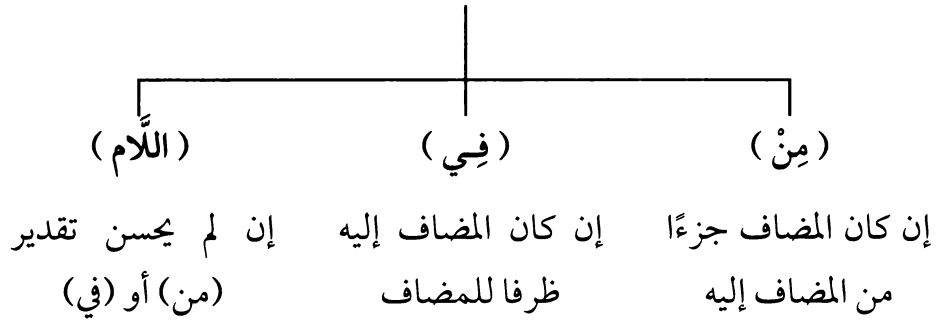 ( مِنْ )
إن كان المضاف جزءًا
من المضاف إليه
( فِي )
إن كان المضاف إليه
ظرفا للمضاف
( اللَّام )
إن لم يحسن تقدير
(من) أو (في)